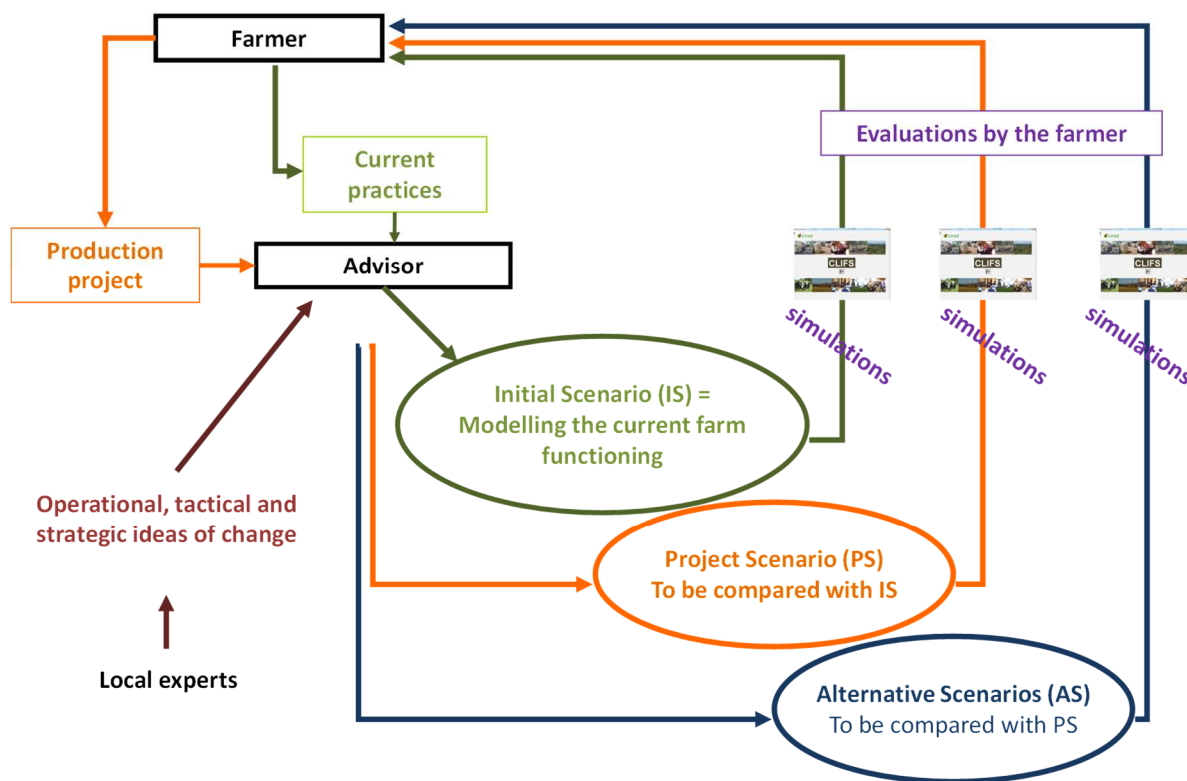 Farmer
Evaluations by the farmer
Current
practices
Production
project
Advisor
CLIFS
CLIFS
CLIFS
simulations
simulations
simulations
Initial Scenario (IS) =
Modelling the current farm
functioning
Operational, tactical and
strategic ideas of change
Project Scenario (PS)
To be compared with IS
Local experts
Alternative Scenarios (AS)
To be compared with PS